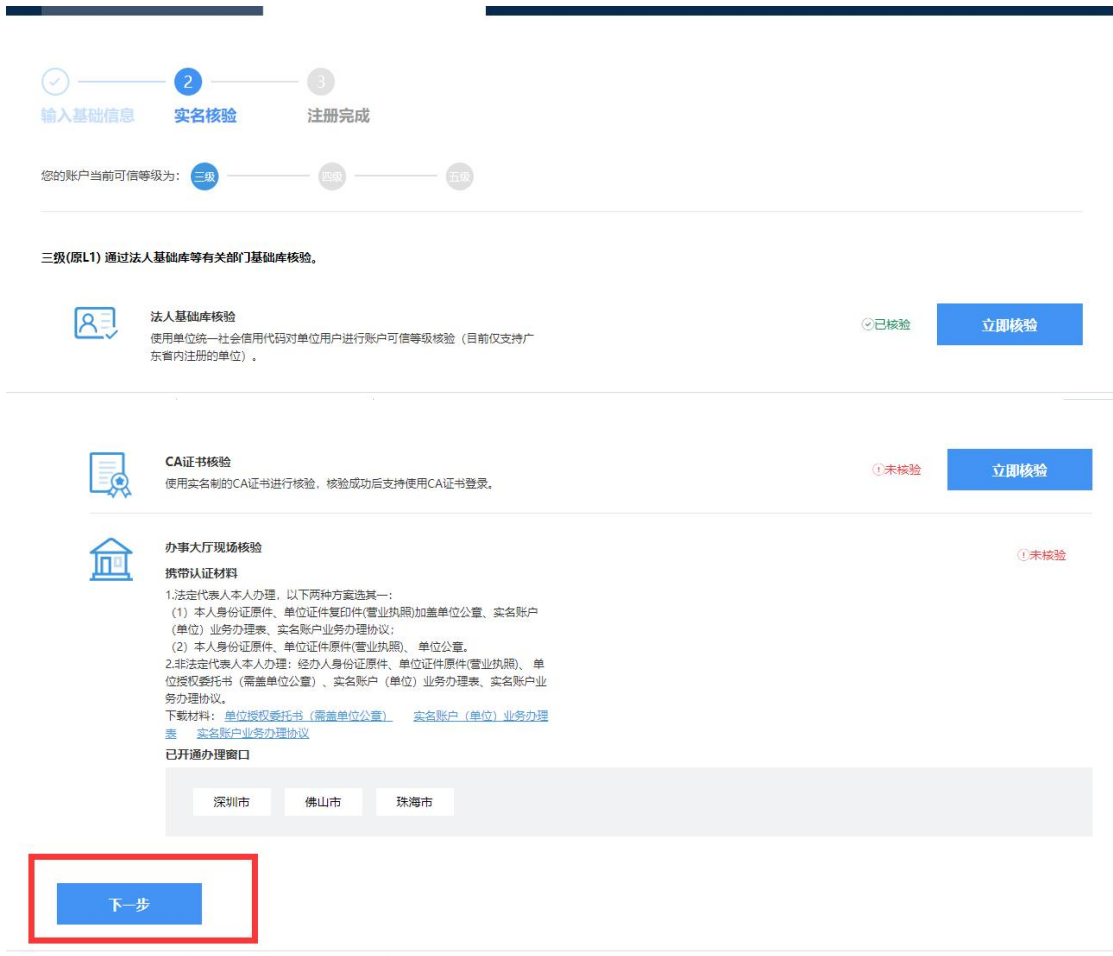 2
3
输入基础信息
实名核验
注册完成
您的账户当前可信等级为：
三级
四级
五级
三级(原L1) 通过法人基础库等有关部门基础库核验。
法人基础库核验
使用单位统一社会信用代码对单位用户进行账户可信等级核验（目前仅支持广
东省内注册的单位）。
已核验
立即核验
CA证书核验
使用实名制的CA证书进行核验，核验成功后支持使用CA证书登录。
未核验
立即核验
办事大厅现场核验
未核验
携带认证材料
1.法定代表人本人办理，以下两种方案选其一：
（1）本人身份证原件、单位证件复印件(营业执照)加盖单位公章、实名账户
（单位）业务办理表、实名账户业务办理协议；
（2）本人身份证原件、单位证件原件(营业执照)、 单位公章。
2.非法定代表人本人办理：经办人身份证原件、单位证件原件(营业执照)、 单
位授权委托书（需盖单位公章）、实名账户（单位）业务办理表、实名账户业
务办理协议。
下载材料： 单位授权委托书（需盖单位公章） 实名账户（单位）业务办理
表 实名账户业务办理协议
已开通办理窗口
深圳市
佛山市
珠海市
下一步